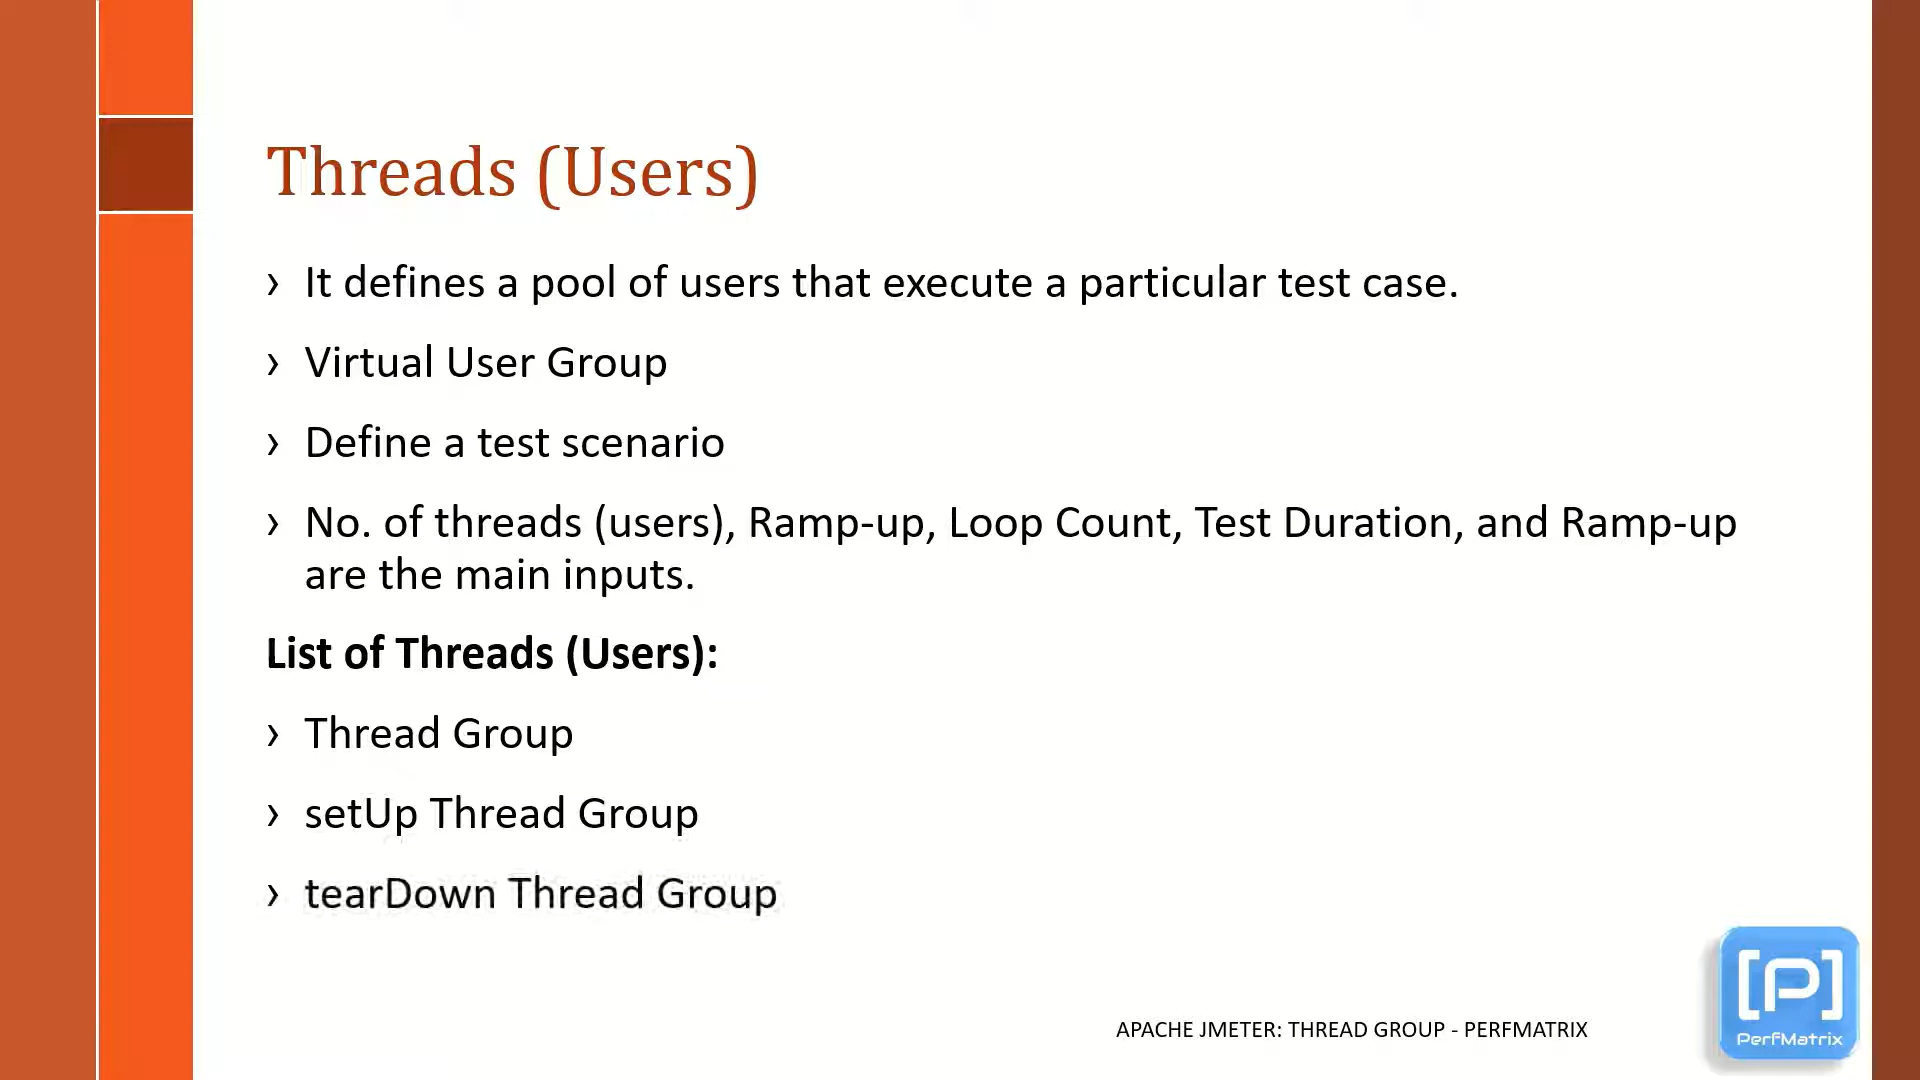 Threads (Users)
› It defines a pool of users that execute a particular test case.
› Virtual User Group
› Define a test scenario
› No. of threads (users), Ramp-up, Loop Count, Test Duration, and Ramp-up
are the main inputs.
List of Threads (Users):
› Thread Group
› setUp Thread Group
› tearDown Thread Group
APACHE JMETER: THREAD GROUP - PERFMATRIX
[P]
PerfMatrix